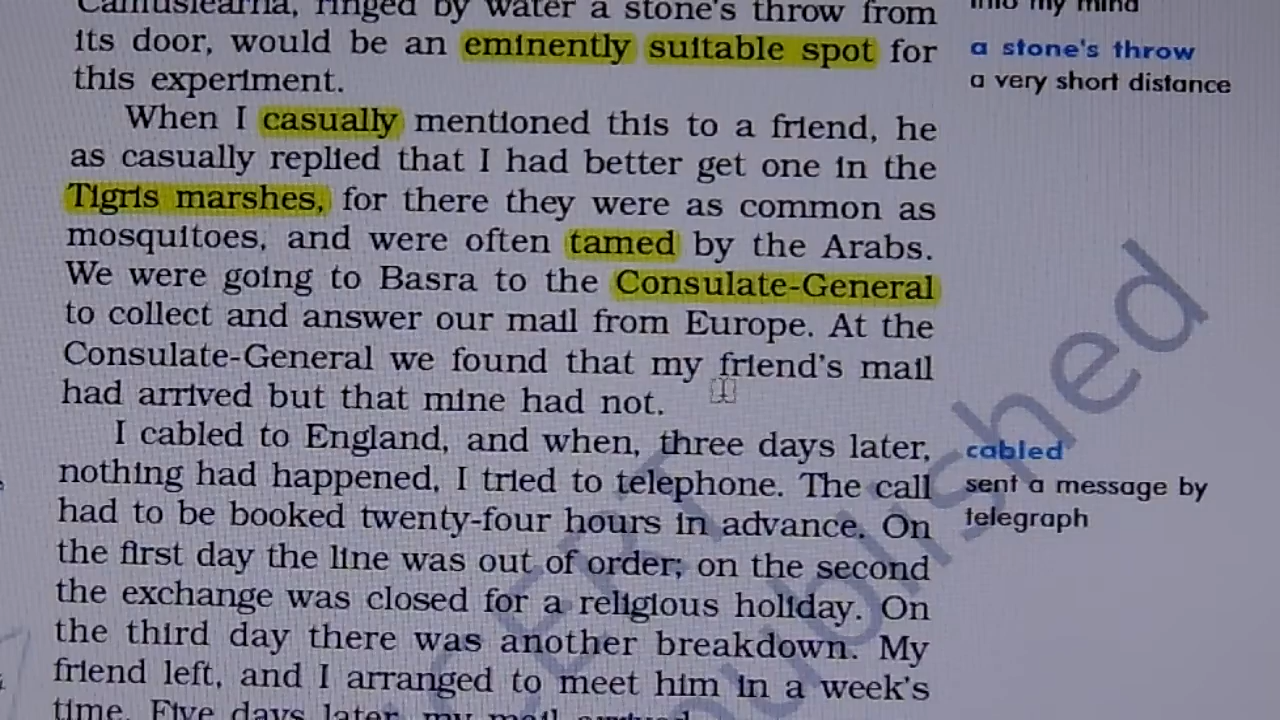 Camusfearna, ringed by water a stone's throw from
its door, would be an eminently suitable spot for
this experiment.
When I casually mentioned this to a friend, he
as casually replied that I had better get one in the
Tigris marshes, for there they were as common as
mosquitoes, and were often tamed by the Arabs.
We were going to Basra to the Consulate-General
to collect and answer our mail from Europe. At the
Consulate-General we found that my friend's mail
had arrived but that mine had not.
I cabled to England, and when, three days later,
nothing had happened, I tried to telephone. The call
had to be booked twenty-four hours in advance. On
the first day the line was out of order; on the second
the exchange was closed for a religious holiday. On
the third day there was another breakdown. My
friend left, and I arranged to meet him in a week's
time. Five days later, my mail arrived.
into my mind
a stone's throw
a very short distance
cabled
sent a message by
telegraph
NCERT
published